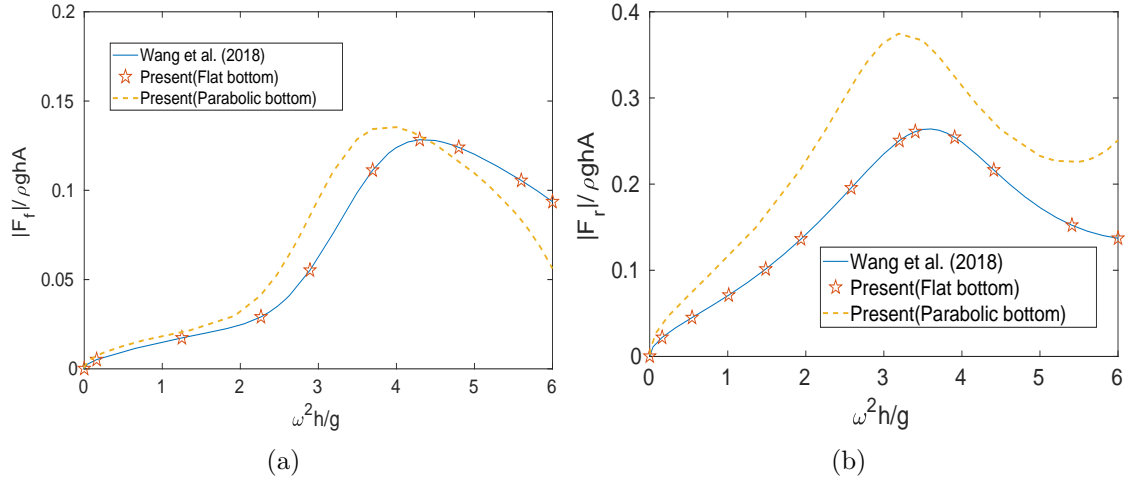 0.2
0.15
0.1
0.05
0
|F_f|/ρghA
Wang et al. (2018)
Present(Flat bottom)
Present(Parabolic bottom)
0 1 2 3 4 5 6
ω²h/g
(a)
0.4
0.3
0.2
0.1
0
|F_r|/ρghA
Wang et al. (2018)
Present(Flat bottom)
Present(Parabolic bottom)
0 1 2 3 4 5 6
ω²h/g
(b)